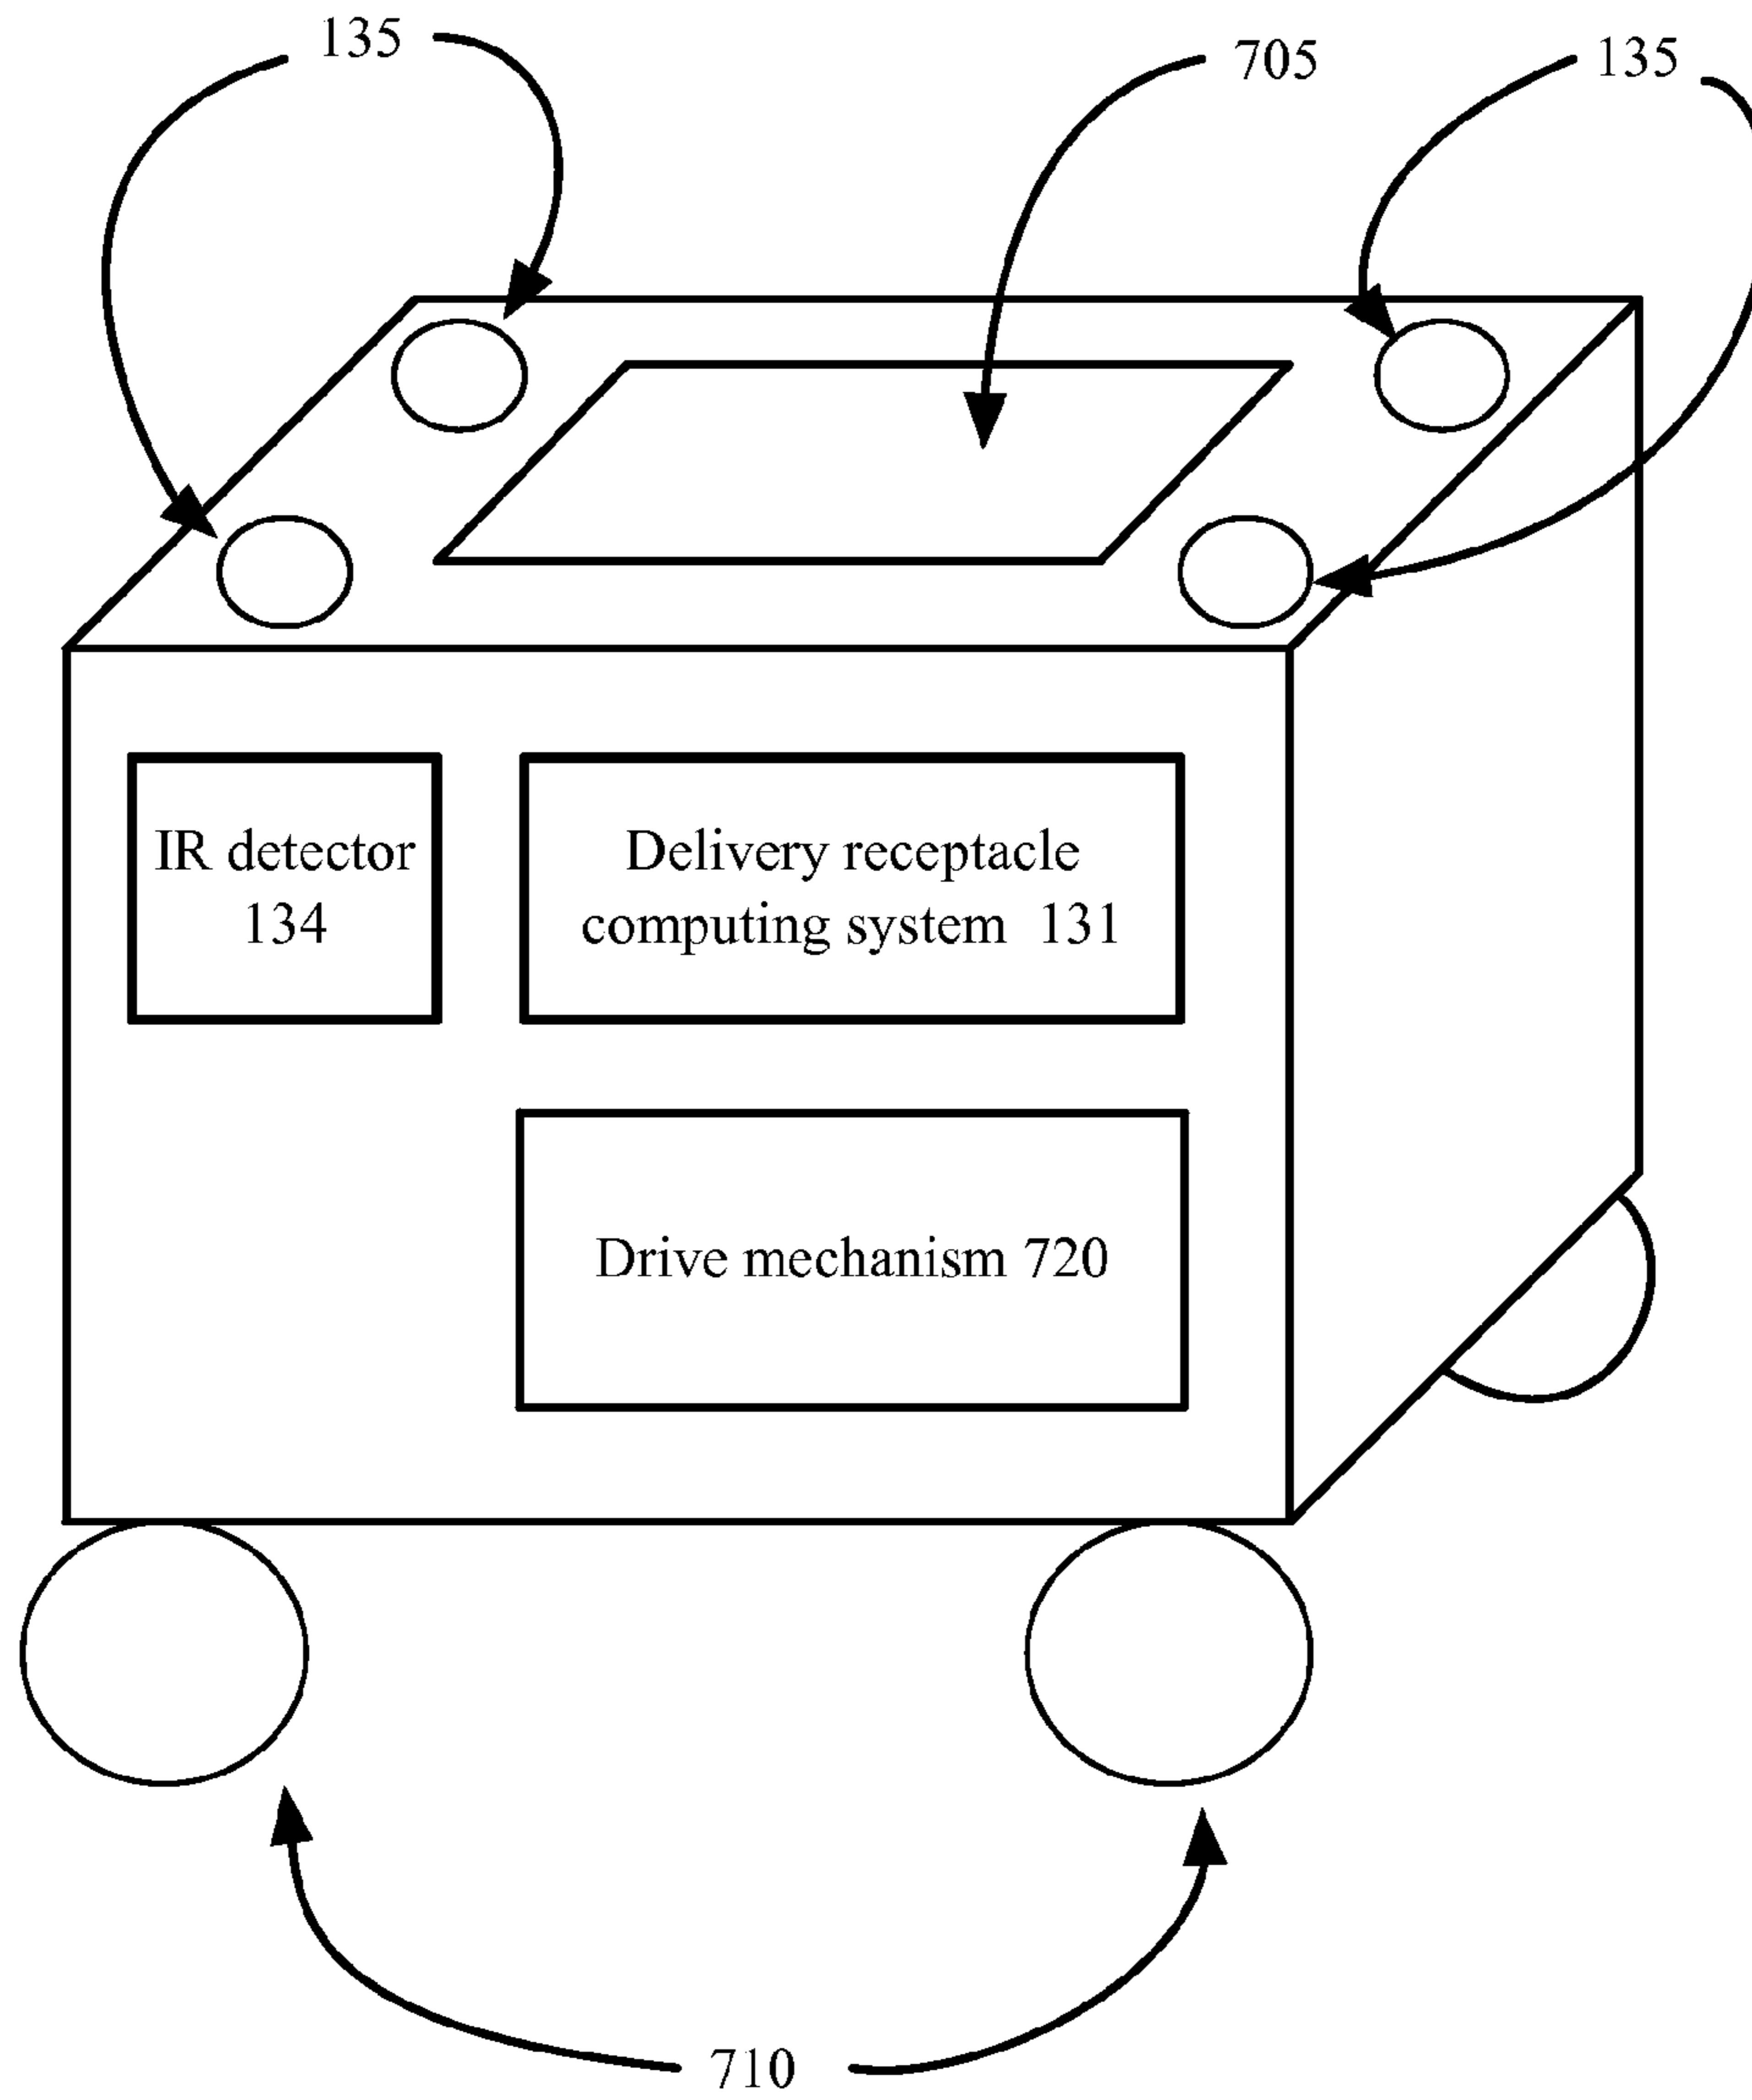 135
705
135
IR detector
134
Delivery receptacle
computing system 131
Drive mechanism 720
710